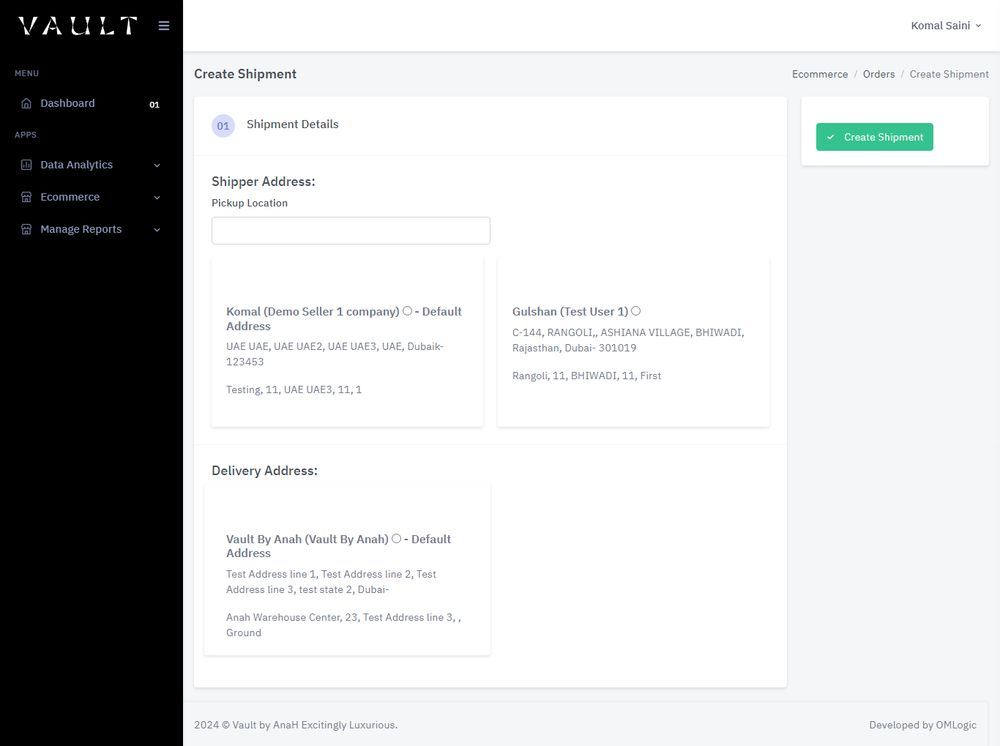 VAULT
Komal Saini
MENU
Dashboard 01
APPS
Data Analytics
Ecommerce
Manage Reports
Create Shipment
Ecommerce / Orders / Create Shipment
01 Shipment Details
Create Shipment
Shipper Address:
Pickup Location
Komal (Demo Seller 1 company) - Default
Address
UAE UAE, UAE UAE2, UAE UAE3, UAE, Dubaik-
123453
Testing, 11, UAE UAE3, 11, 1
Gulshan (Test User 1)
C-144, RANGOLI,, ASHIANA VILLAGE, BHIWADI,
Rajasthan, Dubai- 301019
Rangoli, 11, BHIWADI, 11, First
Delivery Address:
Vault By Anah (Vault By Anah) - Default
Address
Test Address line 1, Test Address line 2, Test
Address line 3, test state 2, Dubai-
Anah Warehouse Center, 23, Test Address line 3, ,
Ground
2024 © Vault by AnaH Excitingly Luxurious.
Developed by OMLogic